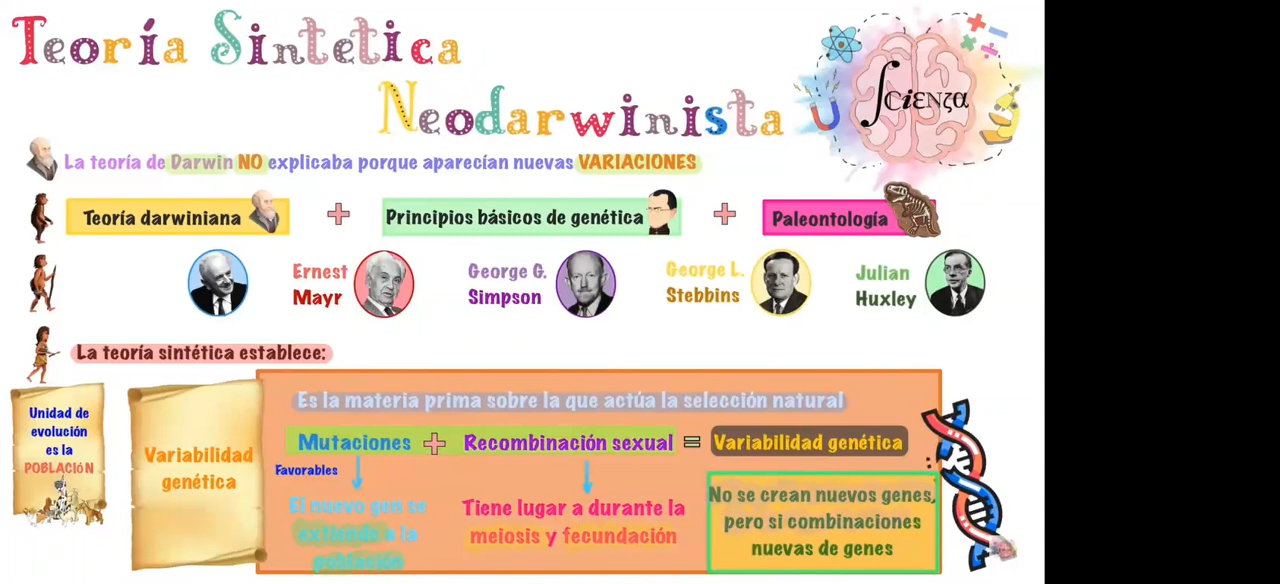 Teoría Sintetica
Neodarwinista
∫CiENζα
La teoría de Darwin NO explicaba porque aparecían nuevas VARIACIONES
Teoría darwiniana + Principios básicos de genética + Paleontología
Ernest
Mayr
George G.
Simpson
George L.
Stebbins
Julian
Huxley
La teoría sintética establece:
Unidad de
evolución
es la
POBLACIóN
Variabilidad
genética
Es la materia prima sobre la que actúa la selección natural
Mutaciones + Recombinación sexual = Variabilidad genética
Favorables
El nuevo gen se
extiende a la
población
Tiene lugar a durante la
meiosis y fecundación
No se crean nuevos genes,
pero si combinaciones
nuevas de genes